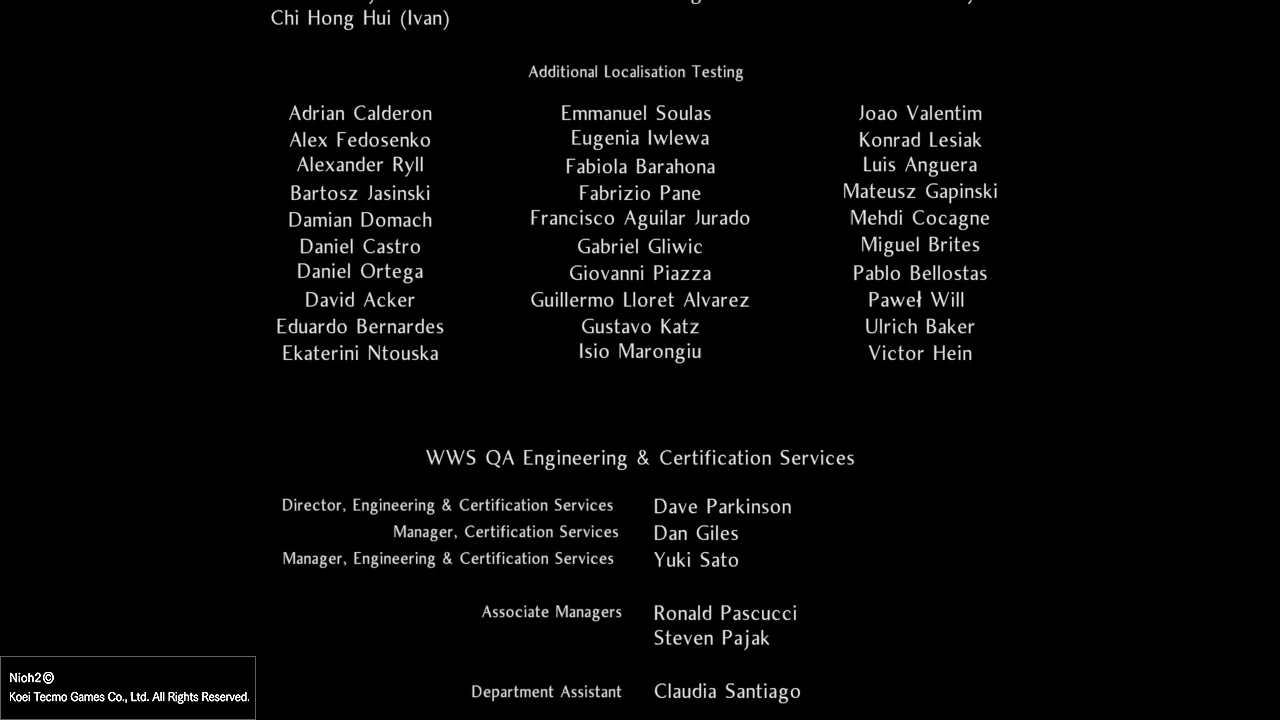 Chi Hong Hui (Ivan)
Additional Localisation Testing
Adrian Calderon Emmanuel Soulas Joao Valentim
Alex Fedosenko Eugenia Iwlewa Konrad Lesiak
Alexander Ryll Fabiola Barahona Luis Anguera
Bartosz Jasinski Fabrizio Pane Mateusz Gapinski
Damian Domach Francisco Aguilar Jurado Mehdi Cocagne
Daniel Castro Gabriel Gliwic Miguel Brites
Daniel Ortega Giovanni Piazza Pablo Bellostas
David Acker Guillermo Lloret Alvarez Paweł Will
Eduardo Bernardes Gustavo Katz Ulrich Baker
Ekaterini Ntouska Isio Marongiu Victor Hein
WWS QA Engineering & Certification Services
Director, Engineering & Certification Services Dave Parkinson
Manager, Certification Services Dan Giles
Manager, Engineering & Certification Services Yuki Sato
Associate Managers Ronald Pascucci
Steven Pajak
Department Assistant Claudia Santiago
Nioh2©
Koei Tecmo Games Co., Ltd. All Rights Reserved.